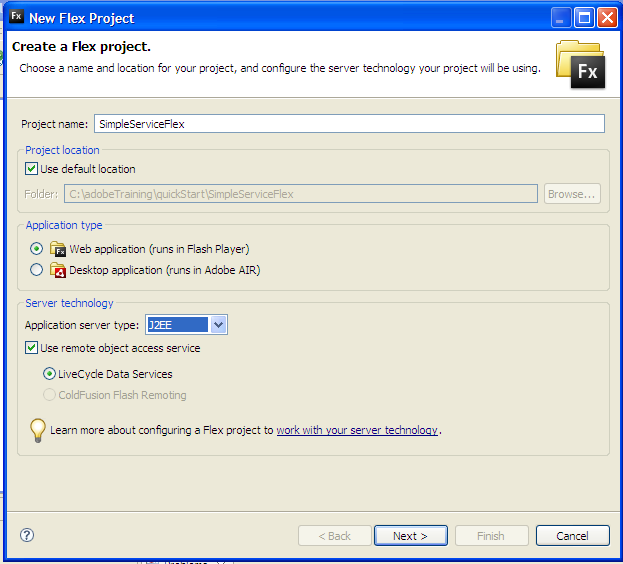 Fx New Flex Project
Create a Flex project.
Choose a name and location for your project, and configure the server technology your project will be using.
Fx
Project name: SimpleServiceFlex
Project location
Use default location
Folder: C:\adobeTraining\quickStart\SimpleServiceFlex Browse...
Application type
Fx Web application (runs in Flash Player)
Desktop application (runs in Adobe AIR)
Server technology
Application server type: J2EE
Use remote object access service
LiveCycle Data Services
ColdFusion Flash Remoting
Learn more about configuring a Flex project to work with your server technology.
? < Back Next > Finish Cancel